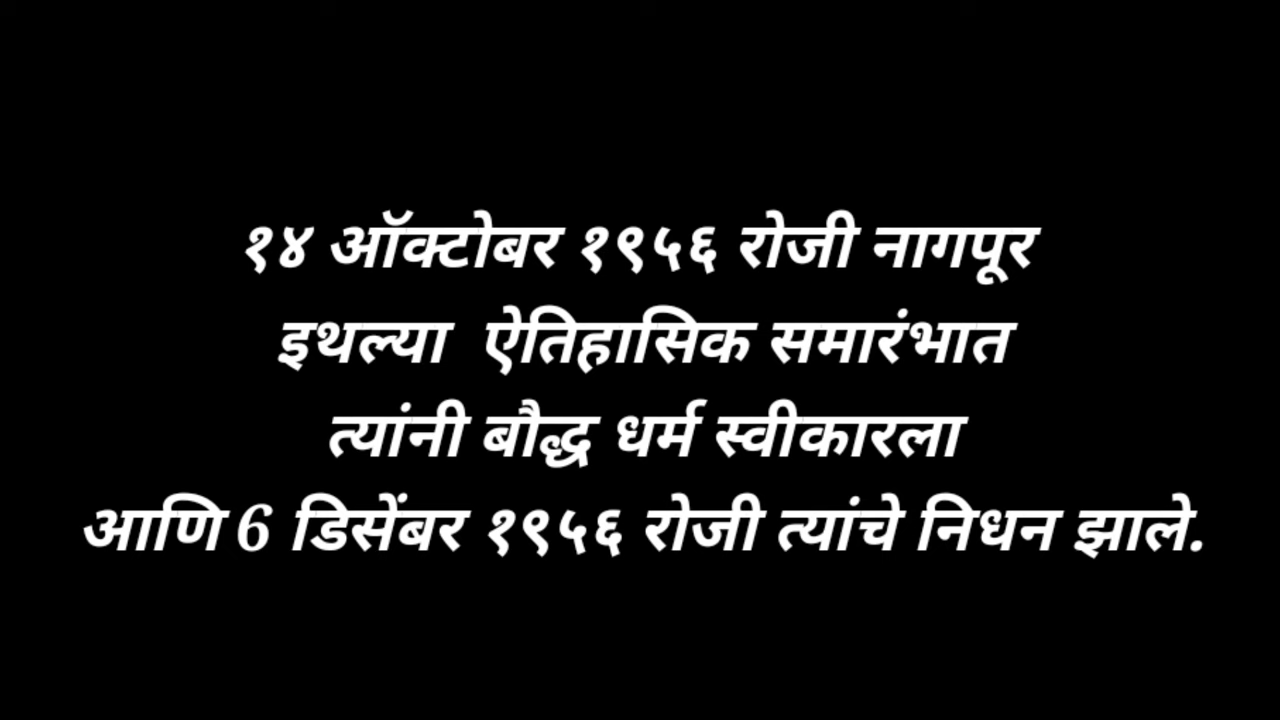 १४ ऑक्टोबर १९५६ रोजी नागपूर
इथल्या ऐतिहासिक समारंभात
त्यांनी बौद्ध धर्म स्वीकारला
आणि 6 डिसेंबर १९५६ रोजी त्यांचे निधन झाले.